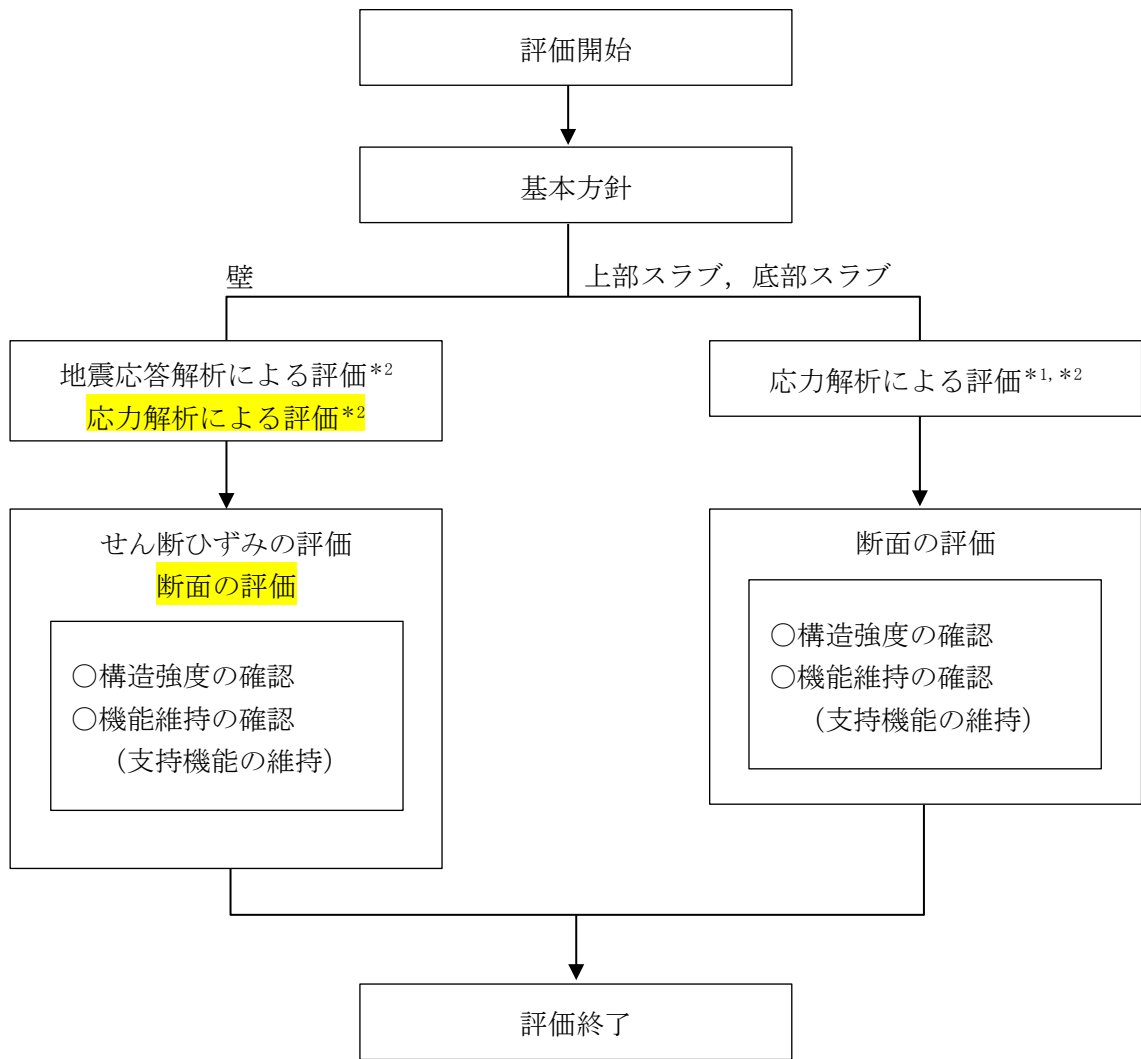 評価開始
基本方針
壁
上部スラブ，底部スラブ
地震応答解析による評価*2
応力解析による評価*2
応力解析による評価*1, *2
せん断ひずみの評価
断面の評価
○構造強度の確認
○機能維持の確認
（支持機能の維持）
断面の評価
○構造強度の確認
○機能維持の確認
（支持機能の維持）
評価終了